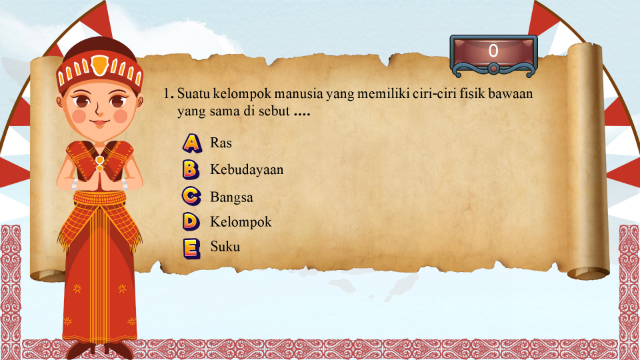 0
1. Suatu kelompok manusia yang memiliki ciri-ciri fisik bawaan
yang sama di sebut ....
A Ras
B Kebudayaan
C Bangsa
D Kelompok
E Suku